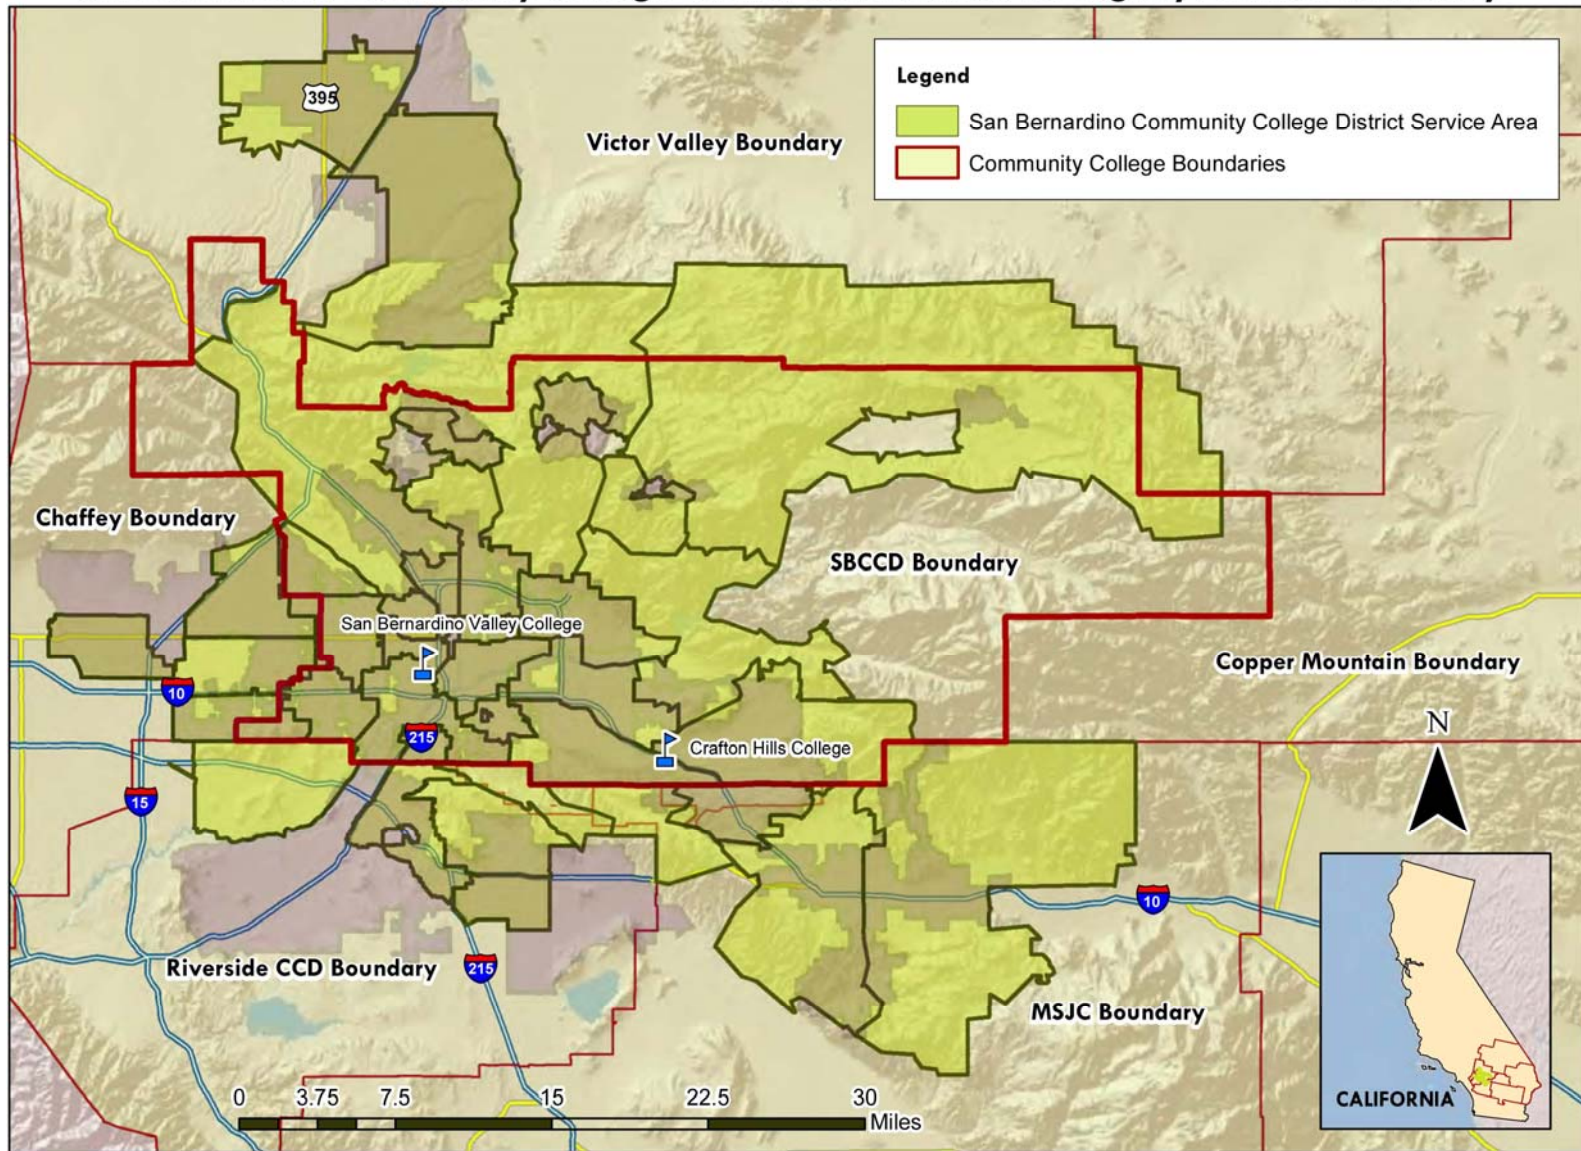 395
Legend
San Bernardino Community College District Service Area
Community College Boundaries
Victor Valley Boundary
Chaffey Boundary
SBCCD Boundary
San Bernardino Valley College
Copper Mountain Boundary
10
N
215
Crafton Hills College
15
10
Riverside CCD Boundary
215
MSJC Boundary
0 3.75 7.5 15 22.5 30
Miles
CALIFORNIA